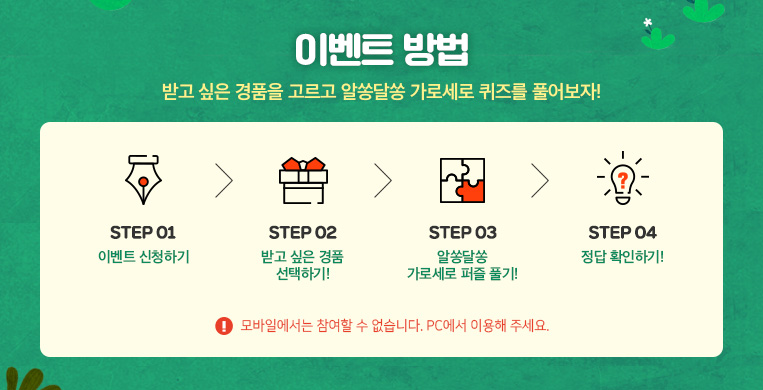 이벤트 방법
받고 싶은 경품을 고르고 알쏭달쏭 가로세로 퀴즈를 풀어보자!
STEP 01
이벤트 신청하기
STEP 02
받고 싶은 경품
선택하기!
STEP 03
알쏭달쏭
가로세로 퍼즐 풀기!
STEP 04
정답 확인하기!
모바일에서는 참여할 수 없습니다. PC에서 이용해 주세요.